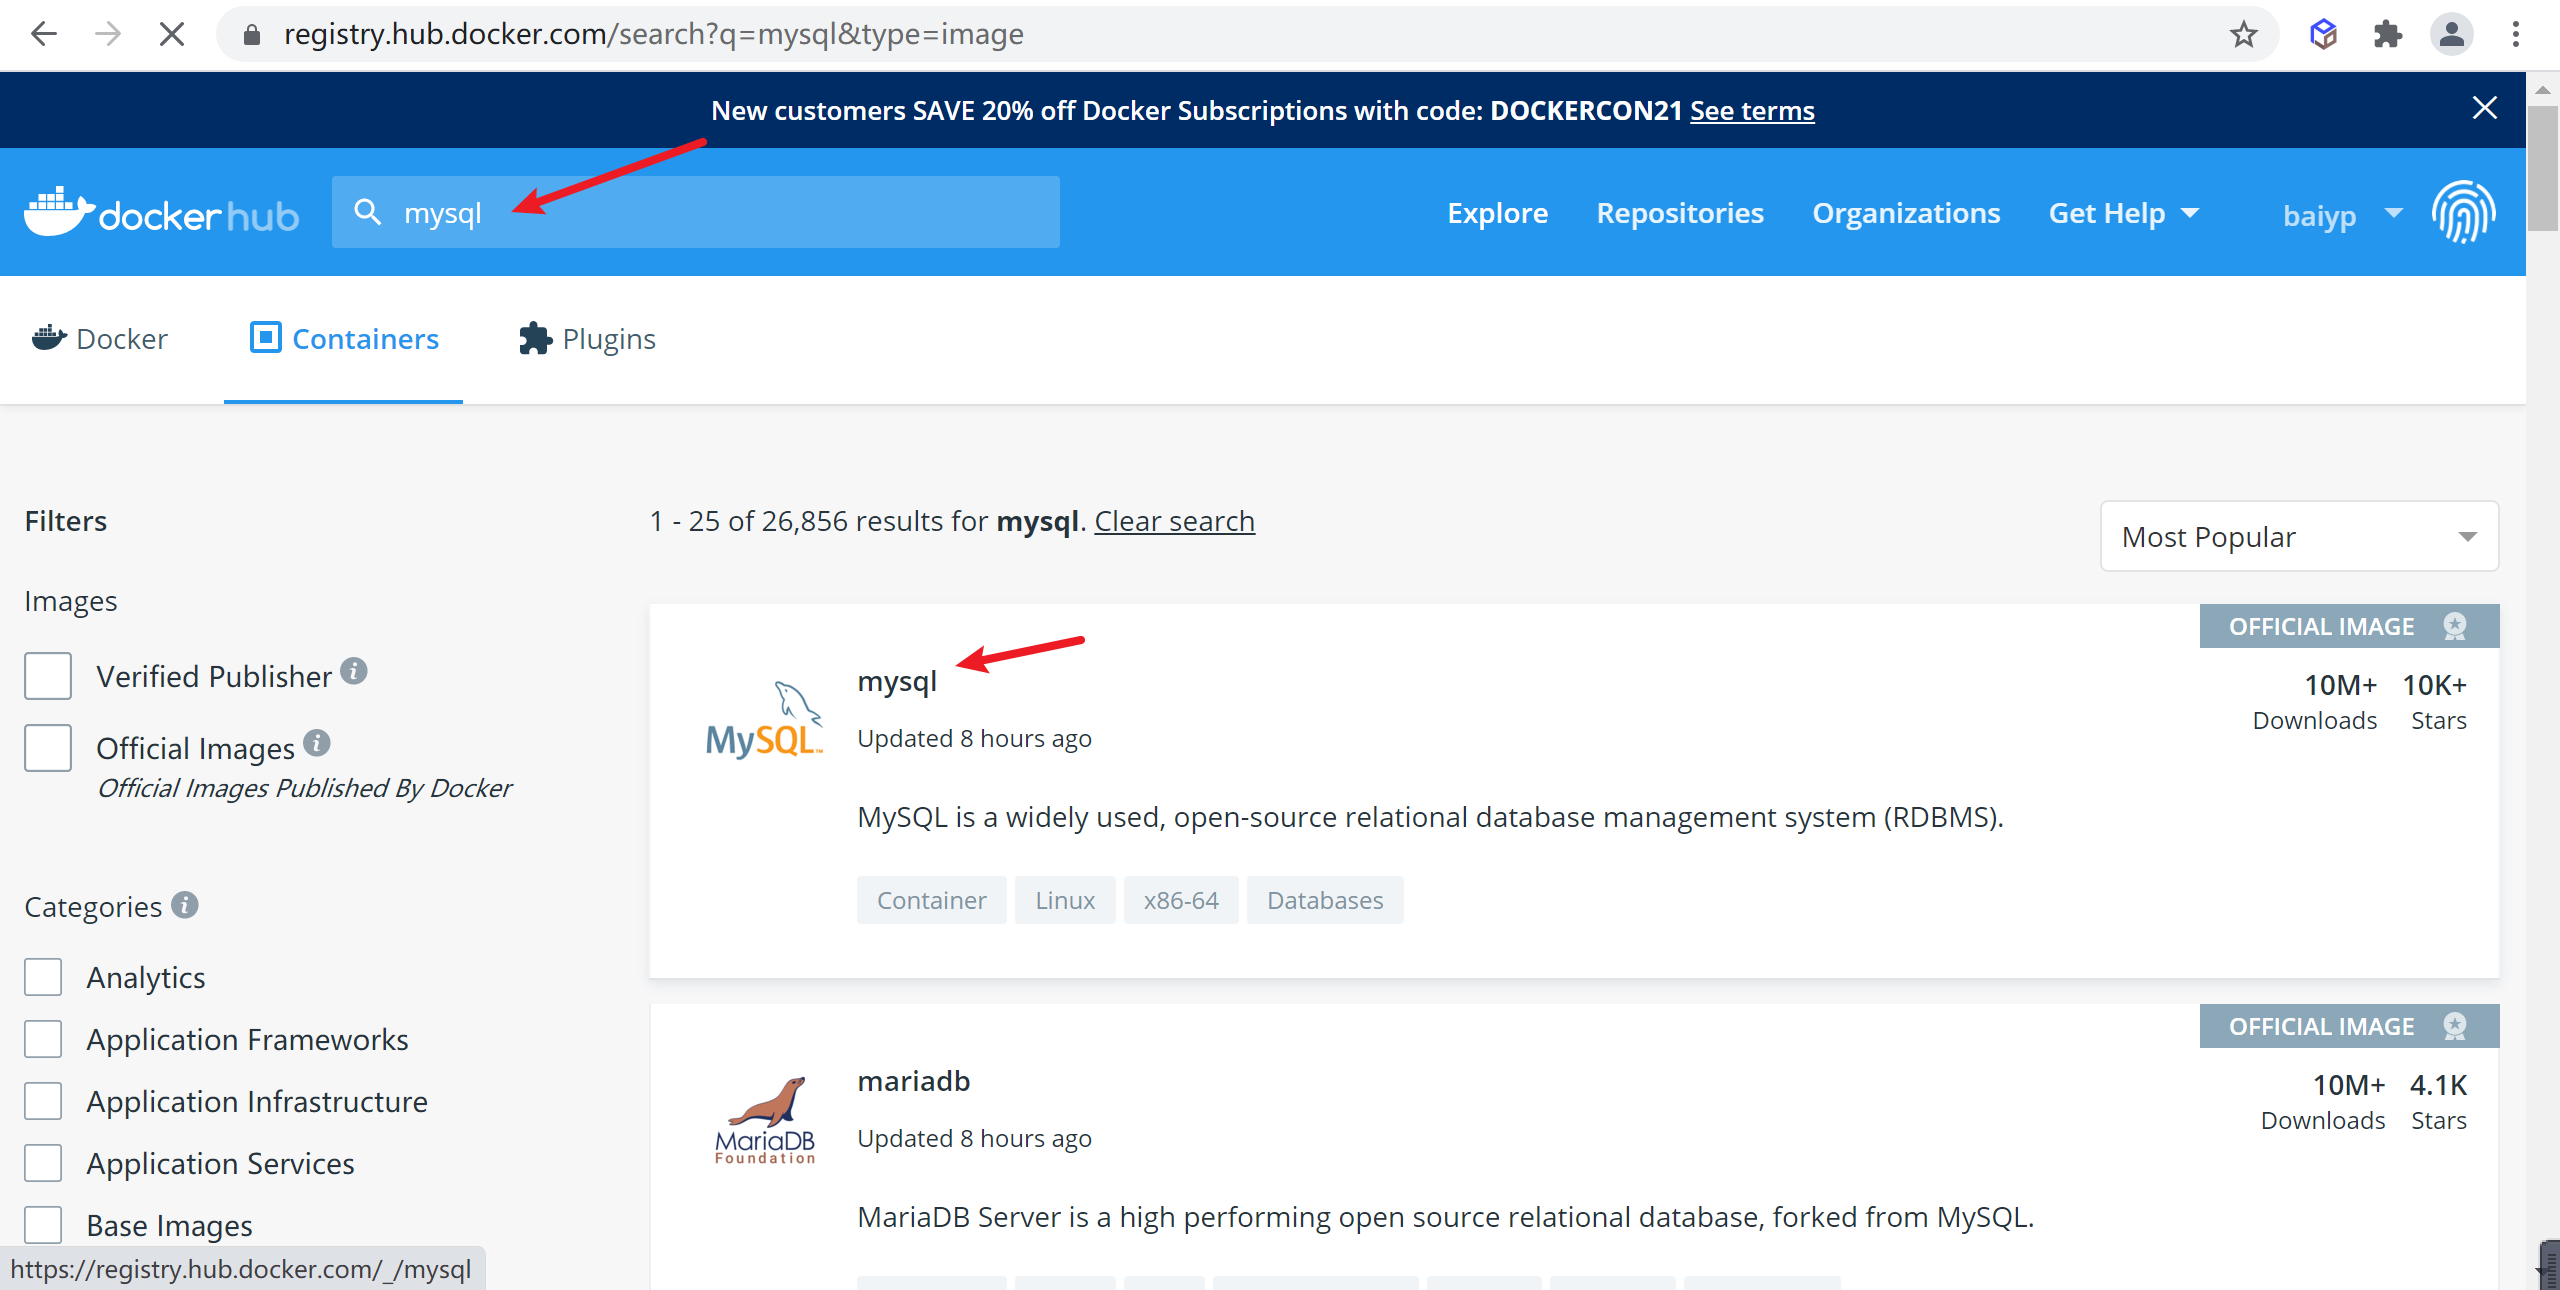 registry.hub.docker.com/search?q=mysql&type=image
New customers SAVE 20% off Docker Subscriptions with code: DOCKERCON21 See terms
docker hub
mysql
Explore
Repositories
Organizations
Get Help
baiyp
Docker
Containers
Plugins
Filters
1 - 25 of 26,856 results for mysql. Clear search
Most Popular
Images
Verified Publisher
Official Images
Official Images Published By Docker
Categories
Analytics
Application Frameworks
Application Infrastructure
Application Services
Base Images
OFFICIAL IMAGE
MySQL™
mysql
Updated 8 hours ago
10M+ 10K+
Downloads Stars
MySQL is a widely used, open-source relational database management system (RDBMS).
Container Linux x86-64 Databases
OFFICIAL IMAGE
MariaDB
Foundation
mariadb
Updated 8 hours ago
10M+ 4.1K
Downloads Stars
MariaDB Server is a high performing open source relational database, forked from MySQL.
https://registry.hub.docker.com/_/mysql